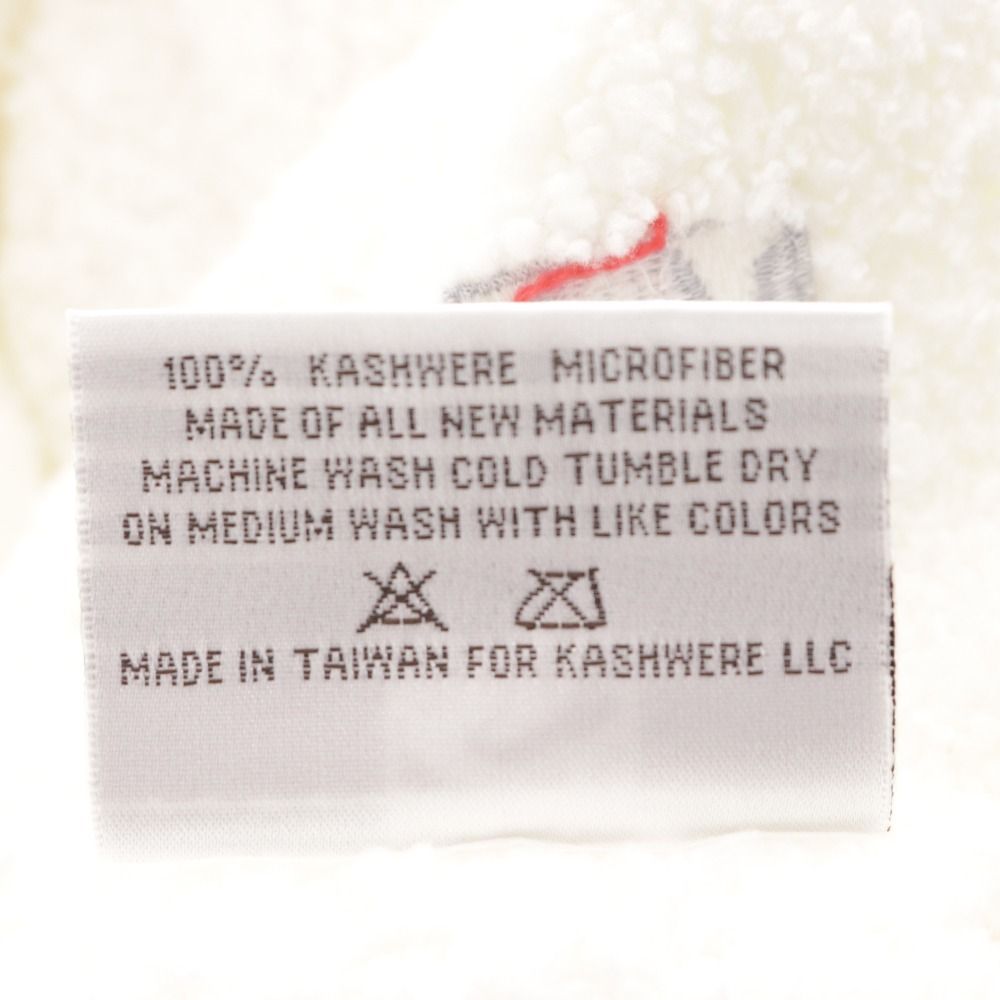 100% KASHWERE MICROFIBER
MADE OF ALL NEW MATERIALS
MACHINE WASH COLD TUMBLE DRY
ON MEDIUM WASH WITH LIKE COLORS
MADE IN TAIWAN FOR KASHWERE LLC